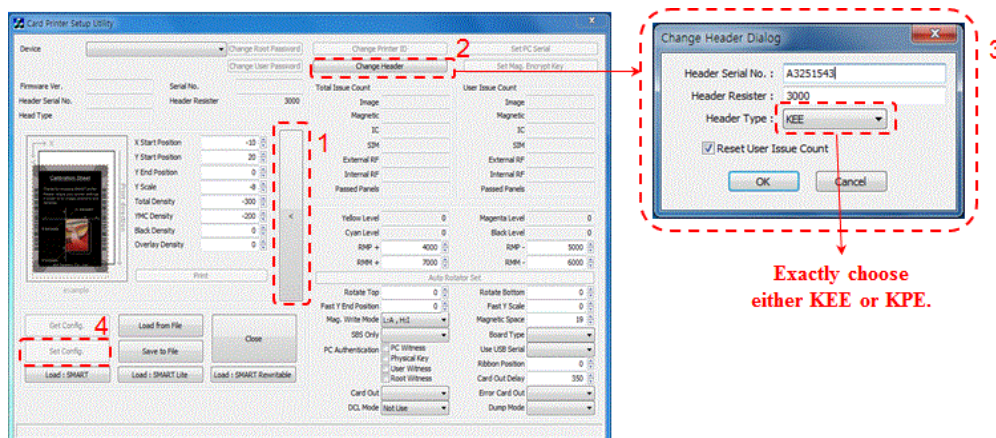 Card Printer Setup Utility
Device
Change Root Password
Change Printer ID
2
Set PC Serial
Change User Password
Change Header
Set Mag. Encrypt Key
Firmware Ver.
Serial No.
Total Issue Count
User Issue Count
Header Serial No.
Header Resister
3000
Image
Image
Head Type
Magnetic
Magnetic
IC
IC
SIM
SIM
External RF
External RF
Internal RF
Internal RF
Passed Panels
Passed Panels
1
X Start Position -10
Y Start Position 20
Y End Position 0
Y Scale -8
Total Density -300
YMC Density -200
Black Density 0
Overlay Density 0
<
X
Calibration Sheet
Print
example
Yellow Level 0
Magenta Level 0
Cyan Level 0
Black Level 0
RMP + 4000
RMP - 5000
RMM + 7000
RMM - 6000
Auto Rotator Set
Rotate Top 0
Rotate Bottom 0
Fast Y End Position 0
Fast Y Scale 0
Mag. Write Mode L:A , H:I
Magnetic Space 19
SBS Only
Board Type
PC Authentication
PC Witness
Physical Key
User Witness
Root Witness
Use USB Serial
Ribbon Position 0
Card Out Delay 350
Card Out
Error Card Out
DCL Mode Not Use
Dump Mode
Get Config.
4
Load from File
Close
Set Config.
Save to File
Load : SMART
Load : SMART Lite
Load : SMART Rewritable
3
Change Header Dialog
Header Serial No. : A3251543
Header Resister : 3000
Header Type : KEE
Reset User Issue Count
OK
Cancel
Exactly choose
either KEE or KPE.